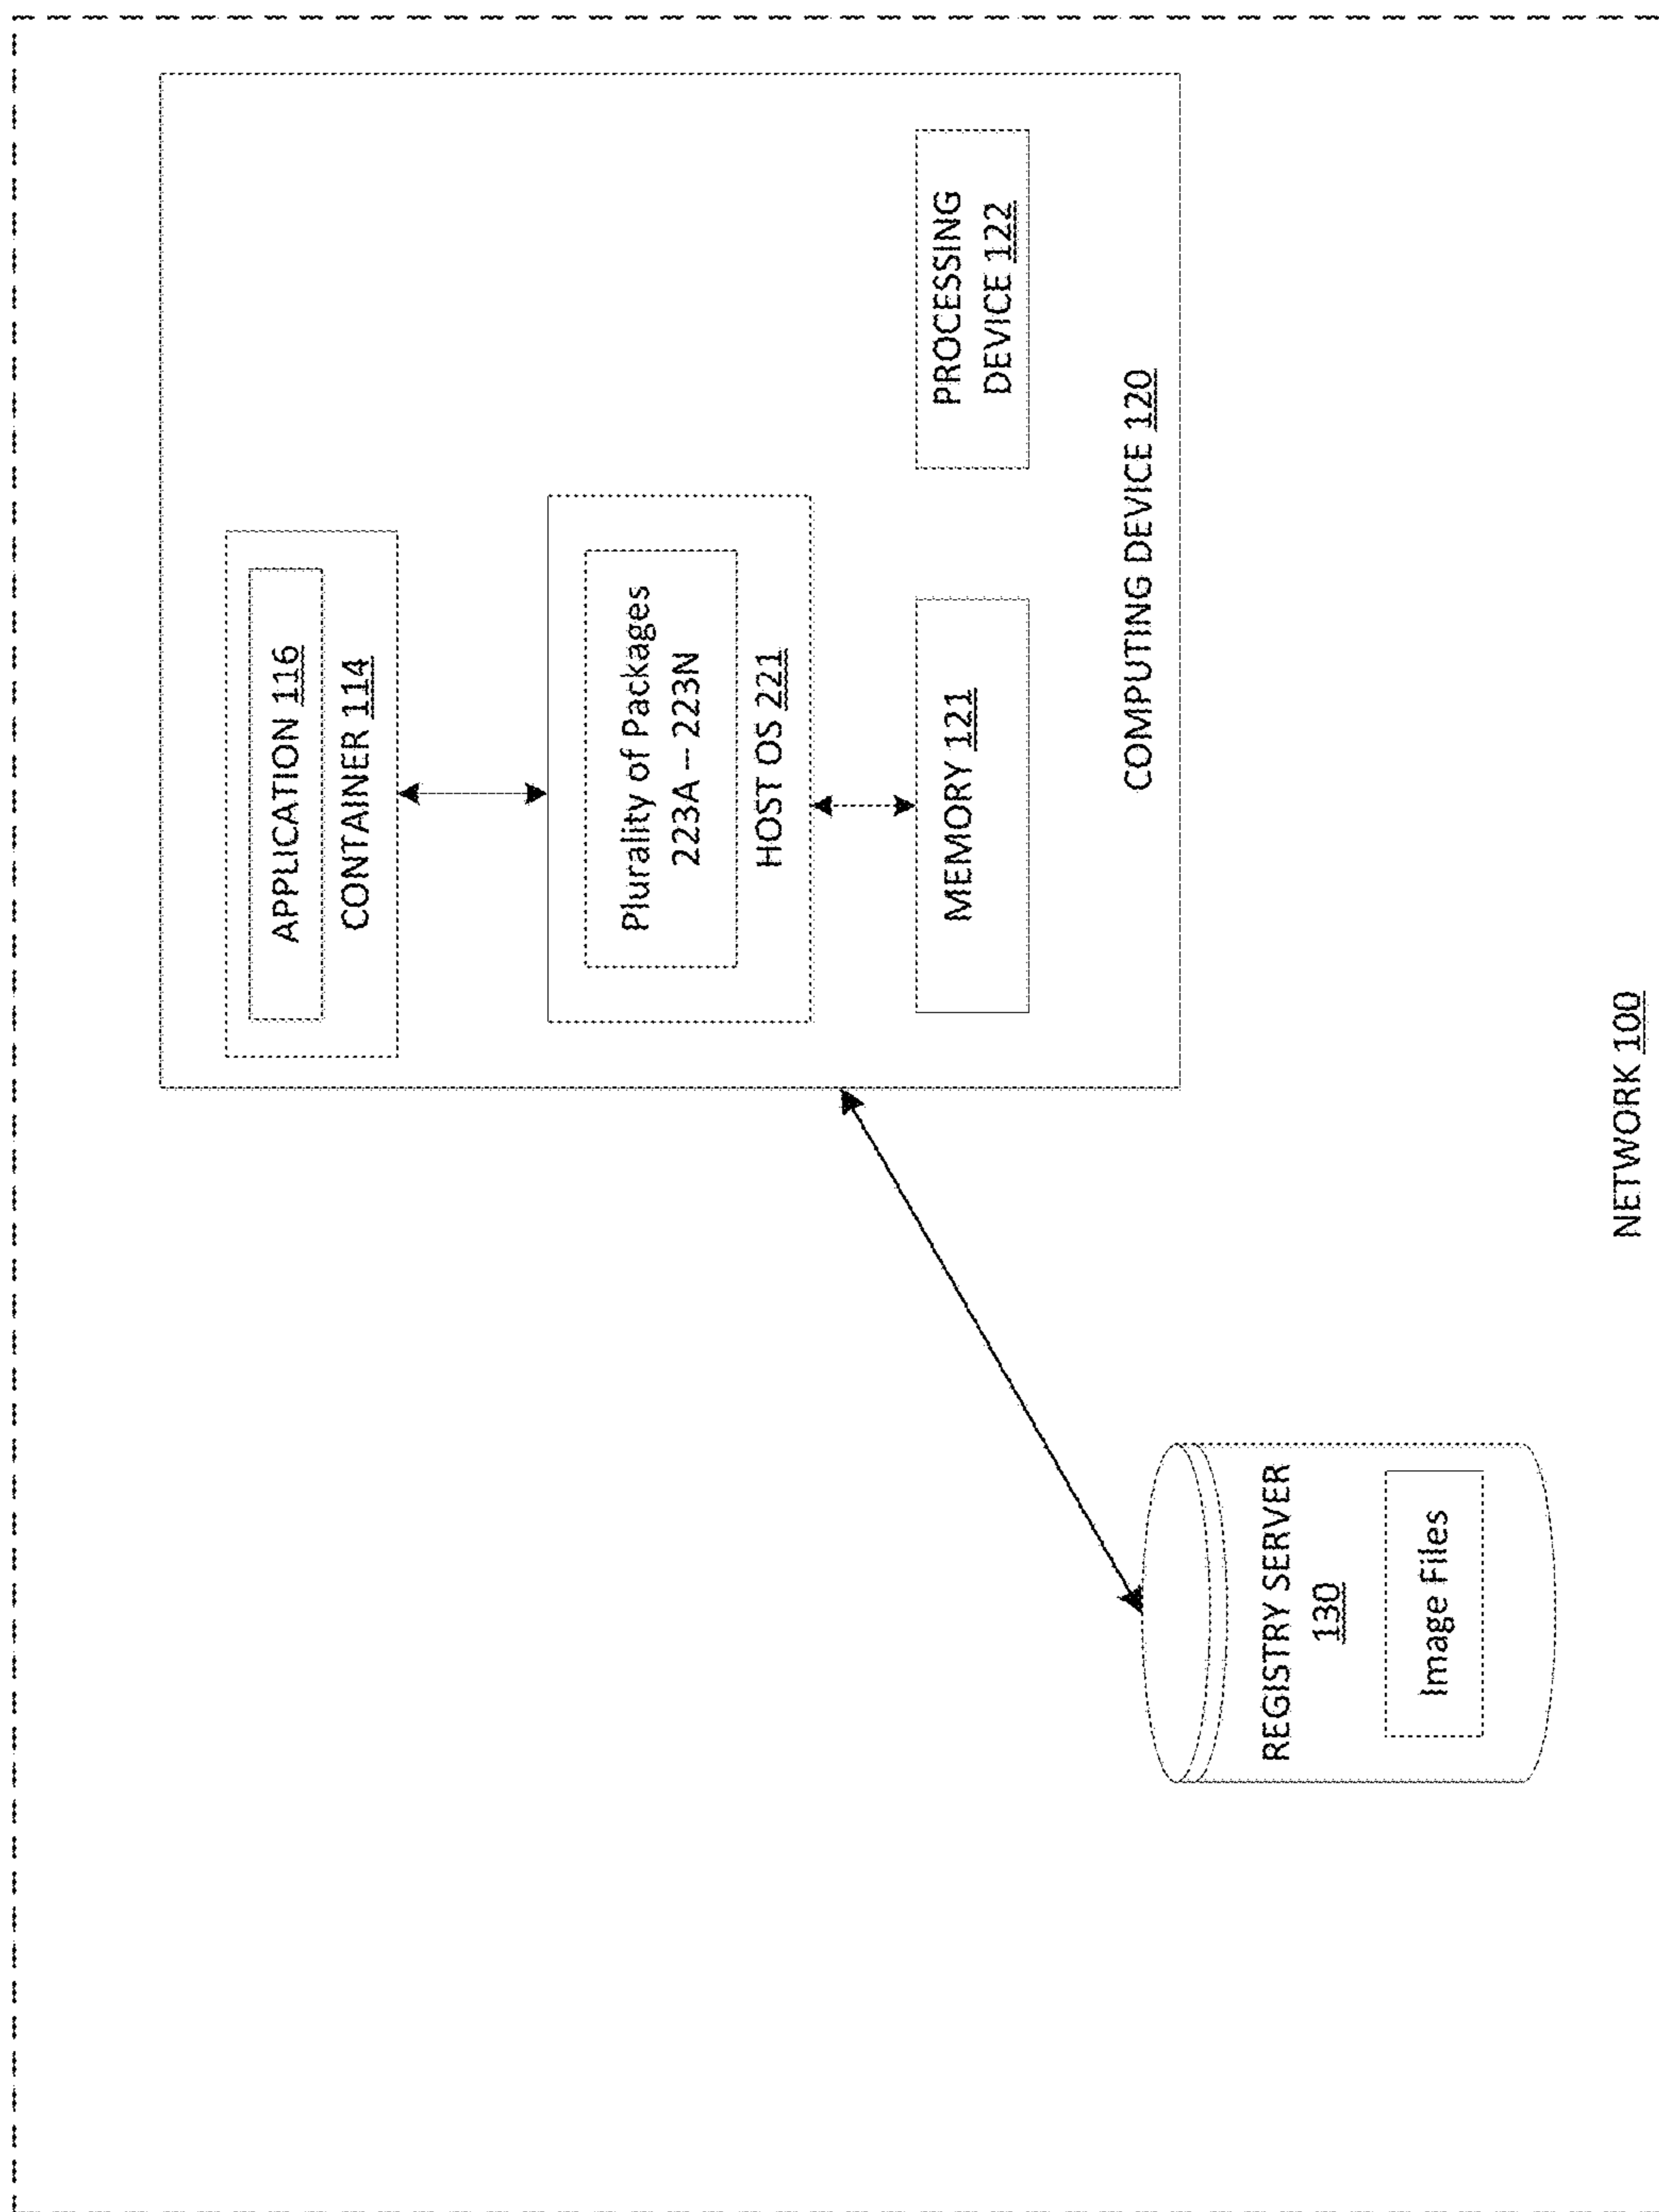 APPLICATION 116
CONTAINER 114
Plurality of Packages
223A – 223N
HOST OS 221
MEMORY 121
PROCESSING
DEVICE 122
COMPUTING DEVICE 120
REGISTRY SERVER
130
Image Files
NETWORK 100